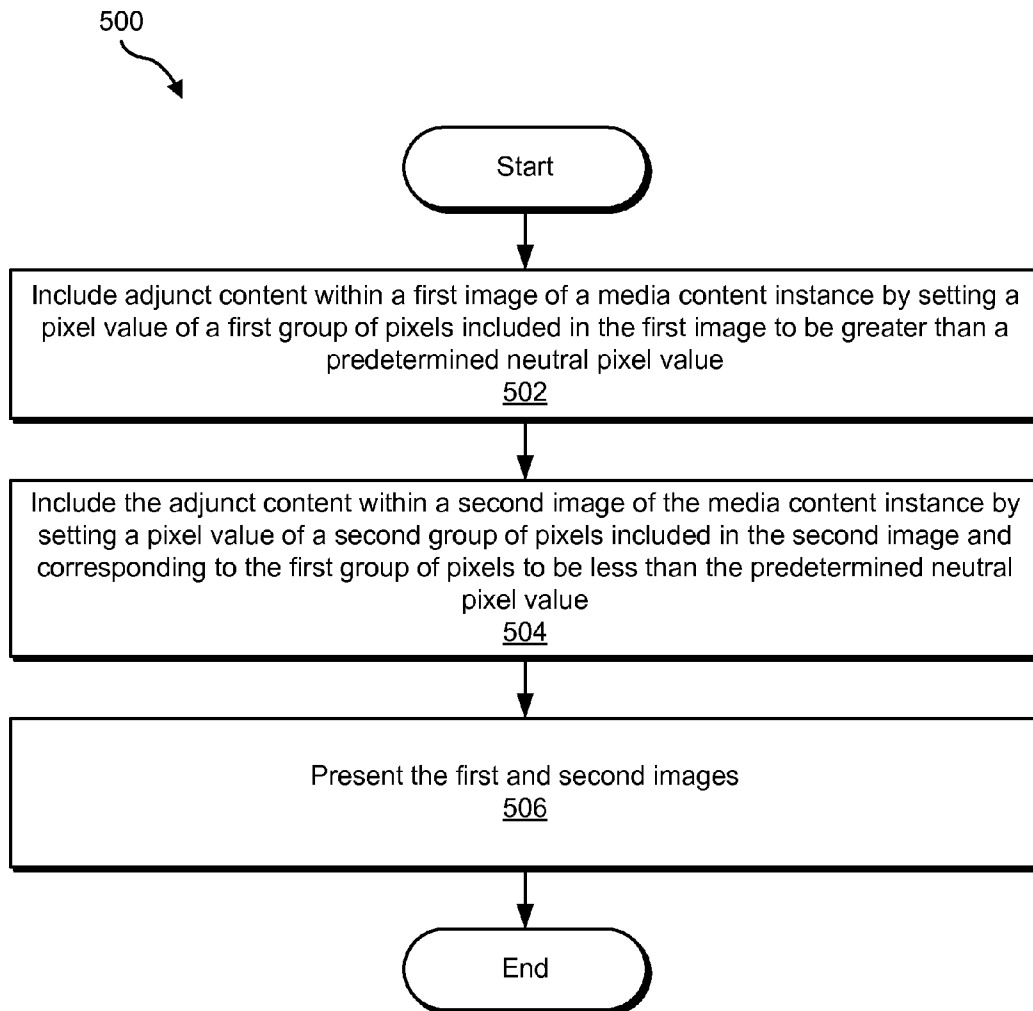 500
Start
Include adjunct content within a first image of a media content instance by setting a
pixel value of a first group of pixels included in the first image to be greater than a
predetermined neutral pixel value
502
Include the adjunct content within a second image of the media content instance by
setting a pixel value of a second group of pixels included in the second image and
corresponding to the first group of pixels to be less than the predetermined neutral
pixel value
504
Present the first and second images
506
End